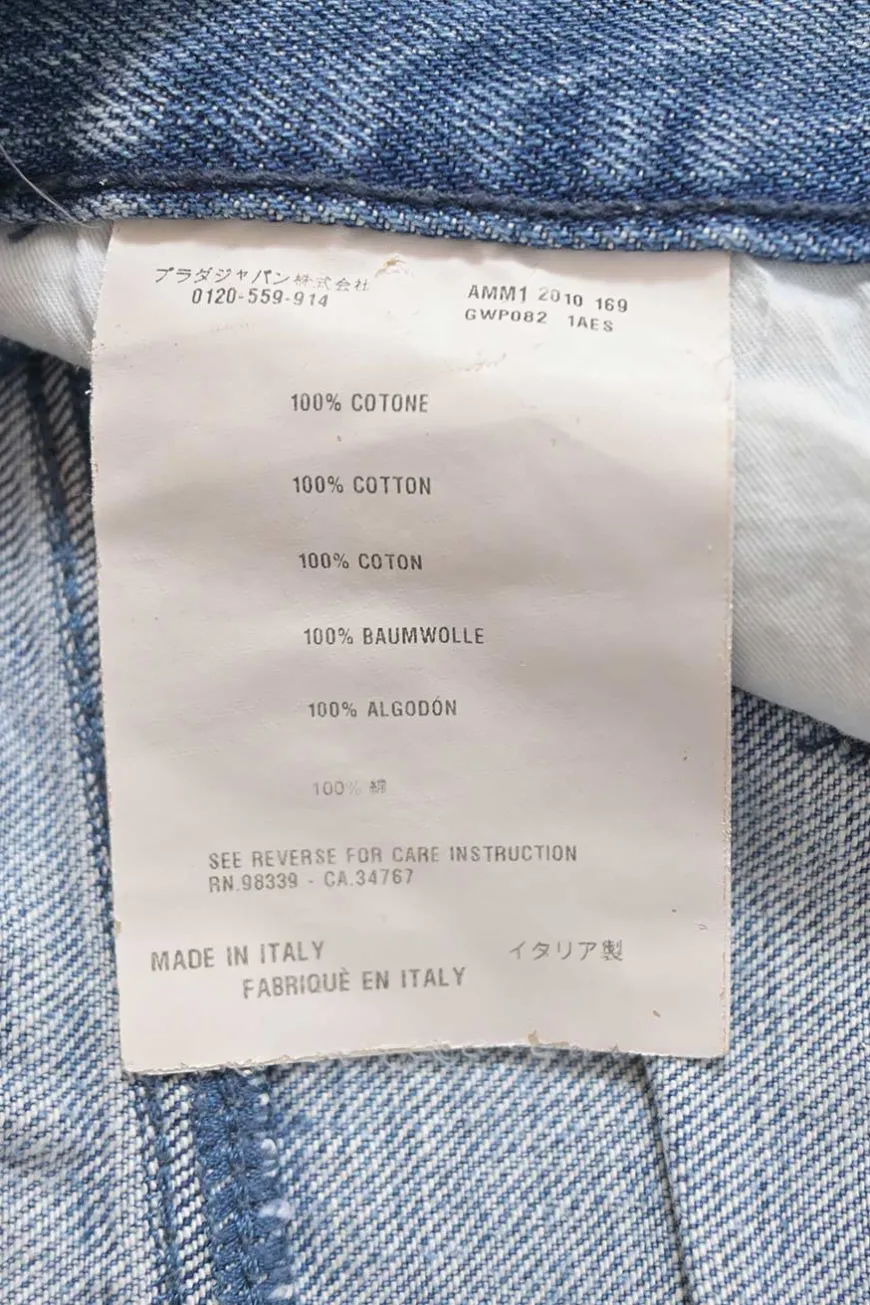 プラダジャパン株式会社
0120-559-914
AMM1 2010 169
GWP082 1AES
100% COTONE
100% COTTON
100% COTON
100% BAUMWOLLE
100% ALGODÓN
100% 綿
SEE REVERSE FOR CARE INSTRUCTION
RN.98339 - CA.34767
MADE IN ITALY
FABRIQUÈ EN ITALY
イタリア製